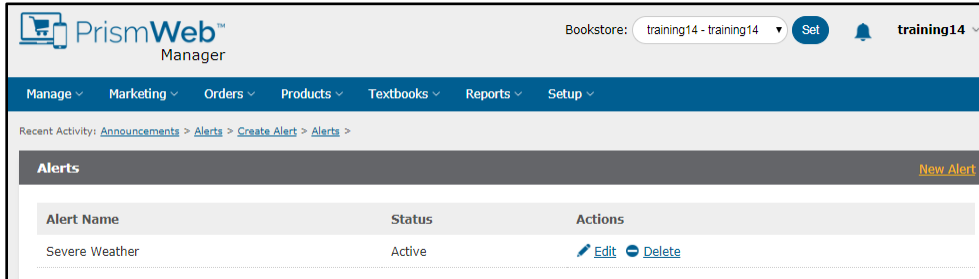 PrismWeb™
Manager
Bookstore: training14 - training14 Set training14
Manage Marketing Orders Products Textbooks Reports Setup
Recent Activity: Announcements > Alerts > Create Alert > Alerts >
Alerts New Alert
Alert Name Status Actions
Severe Weather Active Edit Delete